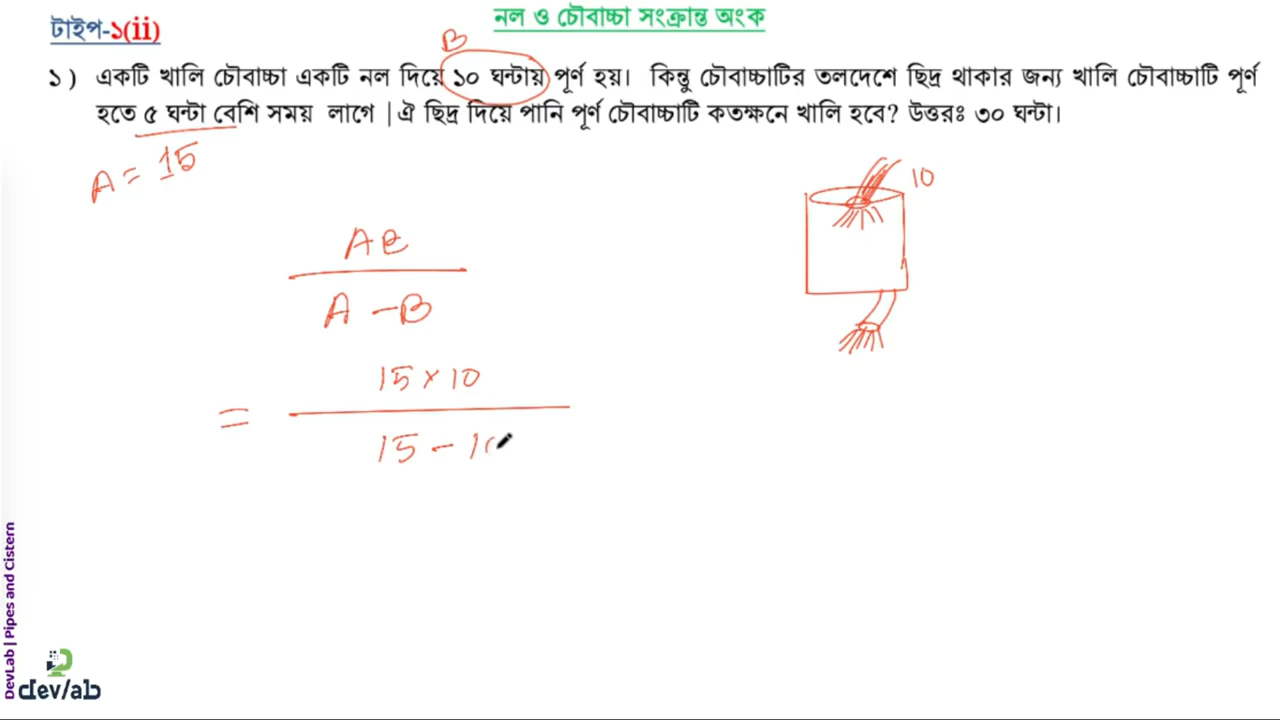 নল ও চৌবাচ্চা সংক্রান্ত অংক
টাইপ-১(ii)
B
১) একটি খালি চৌবাচ্চা একটি নল দিয়ে ১০ ঘন্টায় পূর্ণ হয়। কিন্তু চৌবাচ্চাটির তলদেশে ছিদ্র থাকার জন্য খালি চৌবাচ্চাটি পূর্ণ
হতে ৫ ঘন্টা বেশি সময় লাগে | ঐ ছিদ্র দিয়ে পানি পূর্ণ চৌবাচ্চাটি কতক্ষনে খালি হবে? উত্তরঃ ৩০ ঘন্টা।
A = 15
10
AB
A - B
= 15 × 10
15 - 10
DevLab | Pipes and Cistern
dev/ab